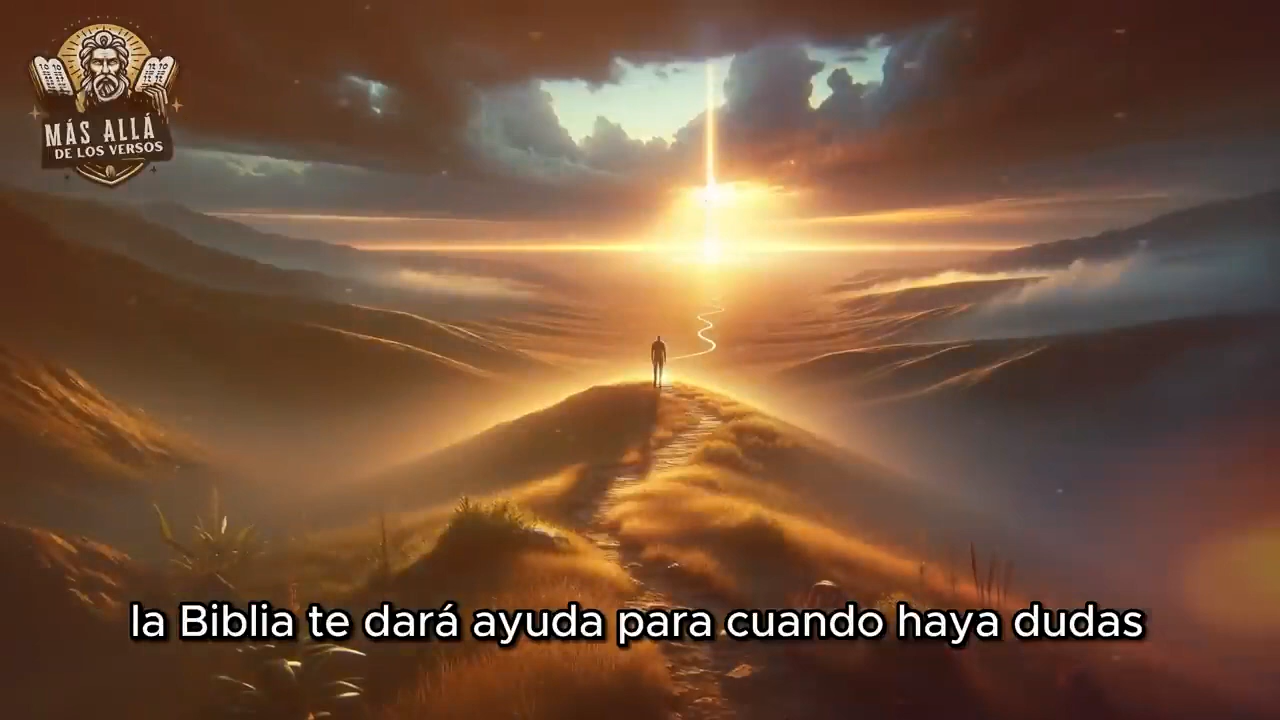 MÁS ALLÁ
DE LOS VERSOS
la Biblia te dará ayuda para cuando haya dudas